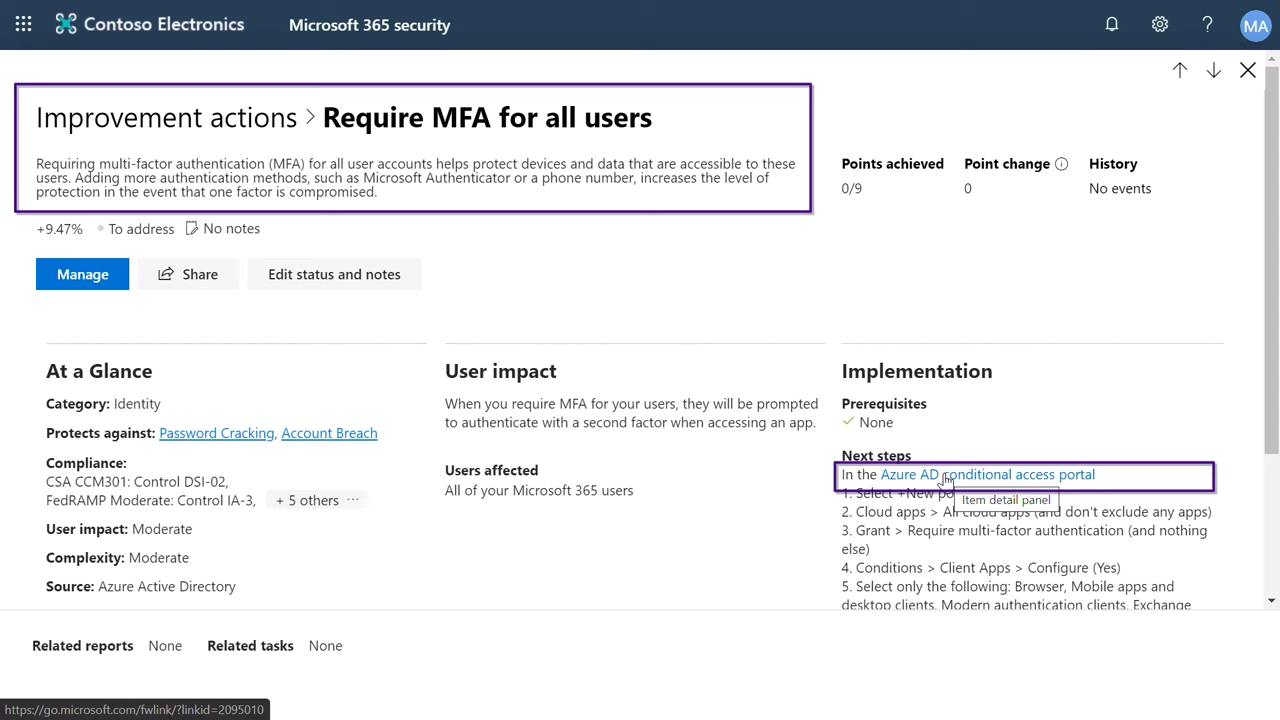 Contoso Electronics
Microsoft 365 security
MA
Improvement actions > Require MFA for all users
Requiring multi-factor authentication (MFA) for all user accounts helps protect devices and data that are accessible to these
users. Adding more authentication methods, such as Microsoft Authenticator or a phone number, increases the level of
protection in the event that one factor is compromised.
Points achieved
0/9
Point change
0
History
No events
+9.47%
To address
No notes
Manage
Share
Edit status and notes
At a Glance
Category: Identity
Protects against: Password Cracking, Account Breach
Compliance:
CSA CCM301: Control DSI-02,
FedRAMP Moderate: Control IA-3,
+ 5 others ...
User impact: Moderate
Complexity: Moderate
Source: Azure Active Directory
User impact
When you require MFA for your users, they will be prompted
to authenticate with a second factor when accessing an app.
Users affected
All of your Microsoft 365 users
Implementation
Prerequisites
None
Next steps
In the Azure AD conditional access portal
1. Select +New
Item detail panel
2. Cloud apps > All cloud apps (and don't exclude any apps)
3. Grant > Require multi-factor authentication (and nothing
else)
4. Conditions > Client Apps > Configure (Yes)
5. Select only the following: Browser, Mobile apps and
desktop clients, Modern authentication clients, Exchange
Related reports
None
Related tasks
None
https://go.microsoft.com/fwlink/?linkid=2095010